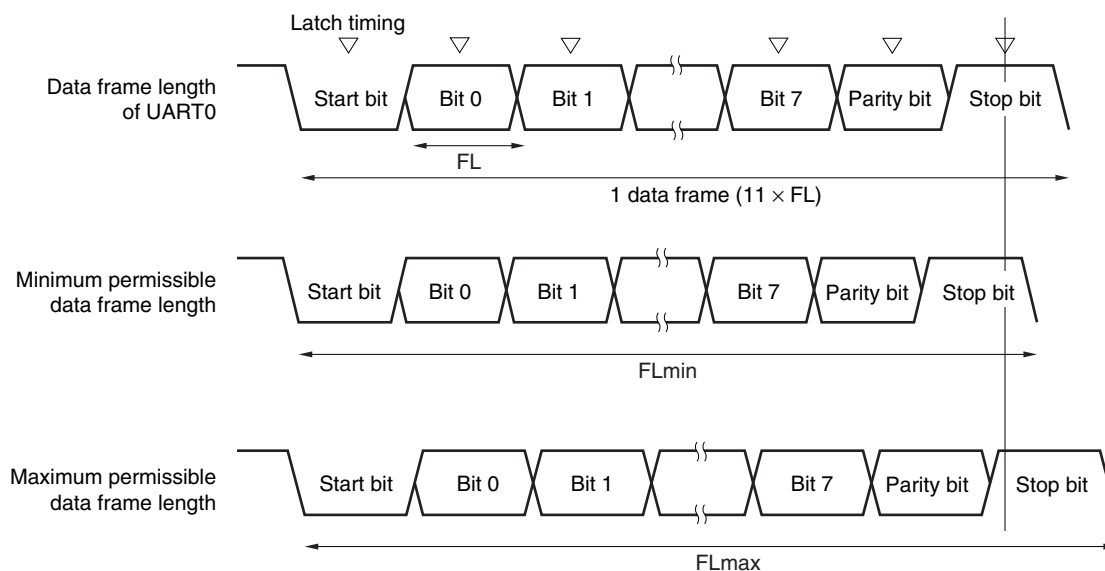 Latch timing
Data frame length
of UART0
Start bit
Bit 0
Bit 1
Bit 7
Parity bit
Stop bit
FL
1 data frame (11 × FL)
Minimum permissible
data frame length
Start bit
Bit 0
Bit 1
Bit 7
Parity bit
Stop bit
FLmin
Maximum permissible
data frame length
Start bit
Bit 0
Bit 1
Bit 7
Parity bit
Stop bit
FLmax